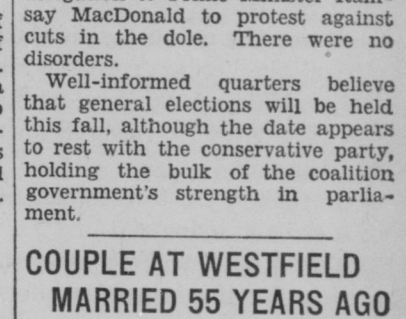 say MacDonald to protest against
cuts in the dole. There were no
disorders.
Well-informed quarters believe
that general elections will be held
this fall, although the date appears
to rest with the conservative party,
holding the bulk of the coalition
government's strength in parlia-
ment.
COUPLE AT WESTFIELD
MARRIED 55 YEARS AGO